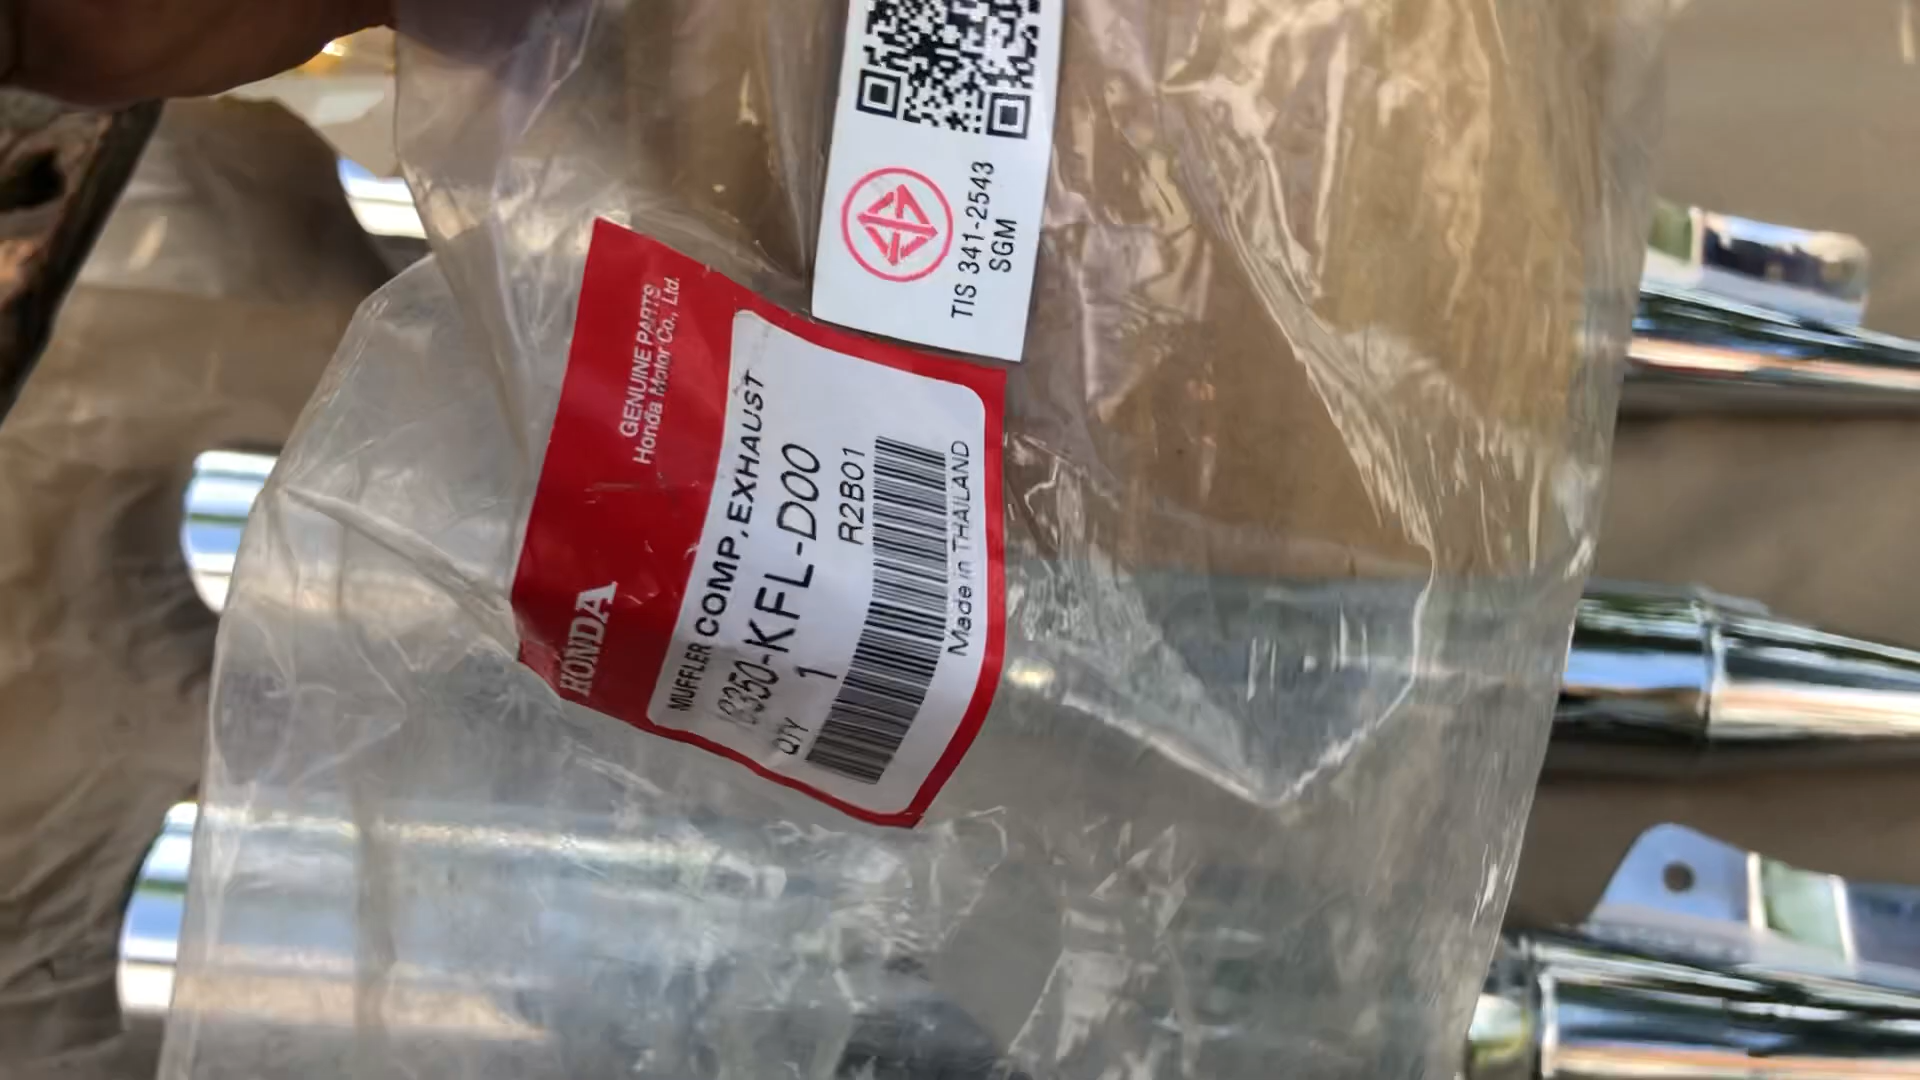 TIS 341-2543
SGM
GENUINE PARTS
Honda Motor Co., Ltd.
HONDA
MUFFLER COMP,EXHAUST
18350-KFL-D00
R2B01
QTY 1
Made in THAILAND